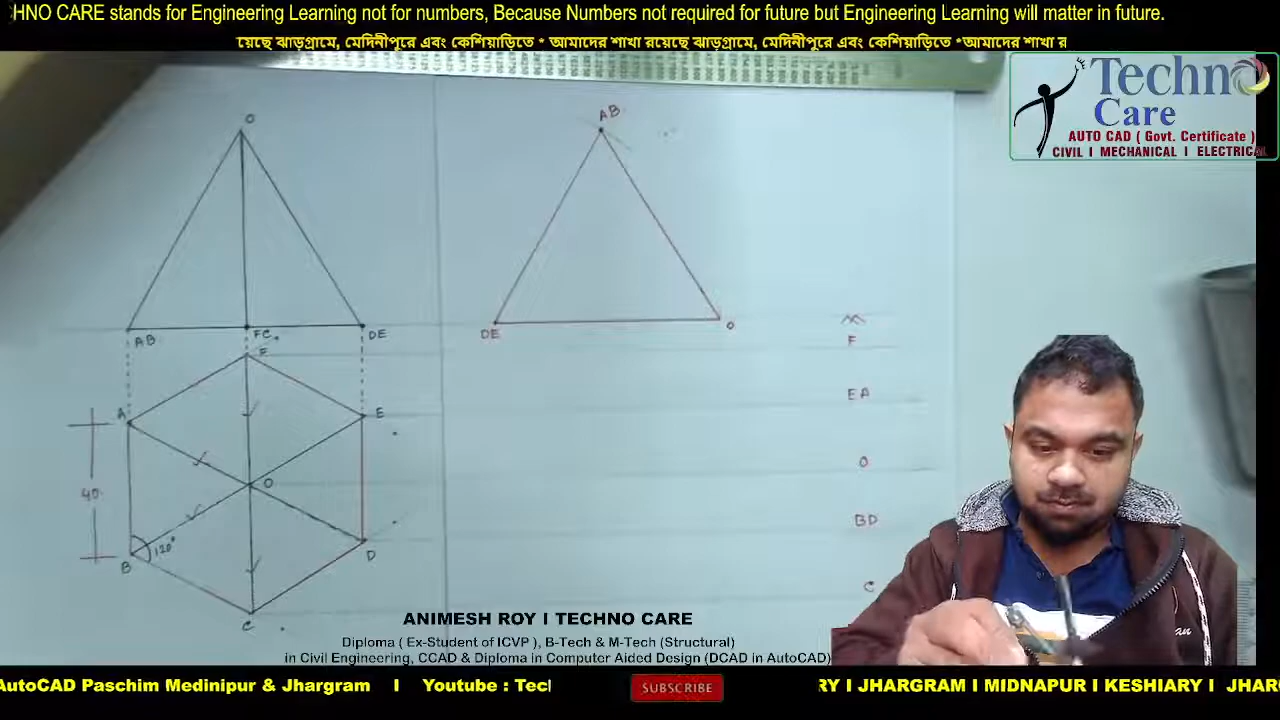 HNO CARE stands for Engineering Learning not for numbers, Because Numbers not required for future but Engineering Learning will matter in future.
য়েছে ঝাড়গ্রামে, মেদিনীপুরে এবং কেশিয়াড়িতে * আমাদের শাখা রয়েছে ঝাড়গ্রামে, মেদিনীপুরে এবং কেশিয়াড়িতে *আমাদের শাখা র
Techno
Care
AUTO CAD ( Govt. Certificate )
CIVIL I MECHANICAL I ELECTRICAL
O
AB
AB
FC
DE
DE
O
F
F
A
E
EA
40
O
O
120°
BD
B
D
C
C
ANIMESH ROY I TECHNO CARE
Diploma ( Ex-Student of ICVP ), B-Tech & M-Tech (Structural)
in Civil Engineering, CCAD & Diploma in Computer Aided Design (DCAD in AutoCAD)
AutoCAD Paschim Medinipur & Jhargram I Youtube : Tec
SUBSCRIBE
RY I JHARGRAM I MIDNAPUR I KESHIARY I JHAR